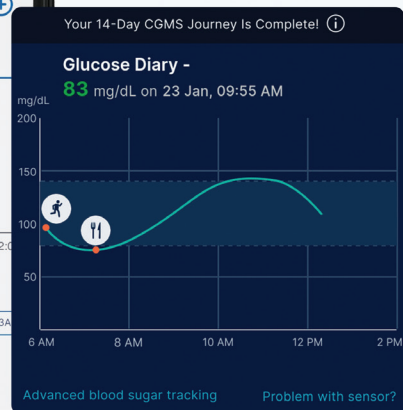 Your 14-Day CGMS Journey Is Complete!
Glucose Diary -
83 mg/dL on 23 Jan, 09:55 AM
mg/dL
200
150
100
50
6 AM 8 AM 10 AM 12 PM 2 PM
Advanced blood sugar tracking Problem with sensor?